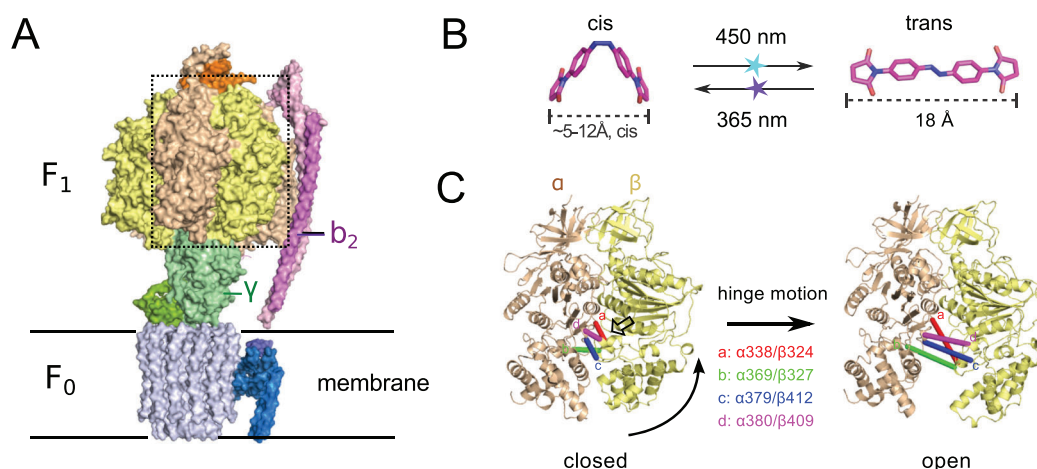 A
F1
b2
γ
F0
membrane
B
cis
450 nm
trans
365 nm
~5-12Å, cis
18 Å
C
α
β
a
d
c
hinge motion
a: α338/β324
b: α369/β327
c: α379/β412
d: α380/β409
closed
a
c
open